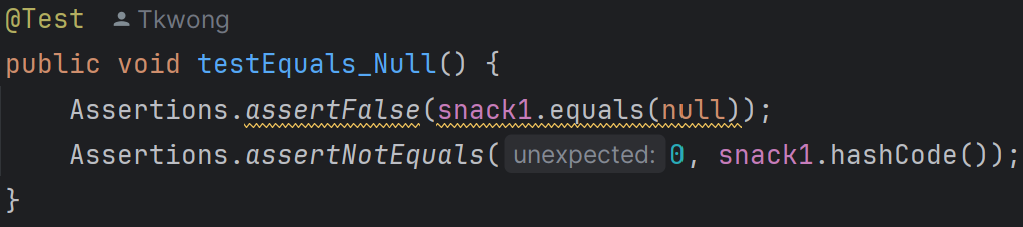 @Test Tkwong
public void testEquals_Null() {
    Assertions.assertFalse(snack1.equals(null));
    Assertions.assertNotEquals( unexpected: 0, snack1.hashCode());
}